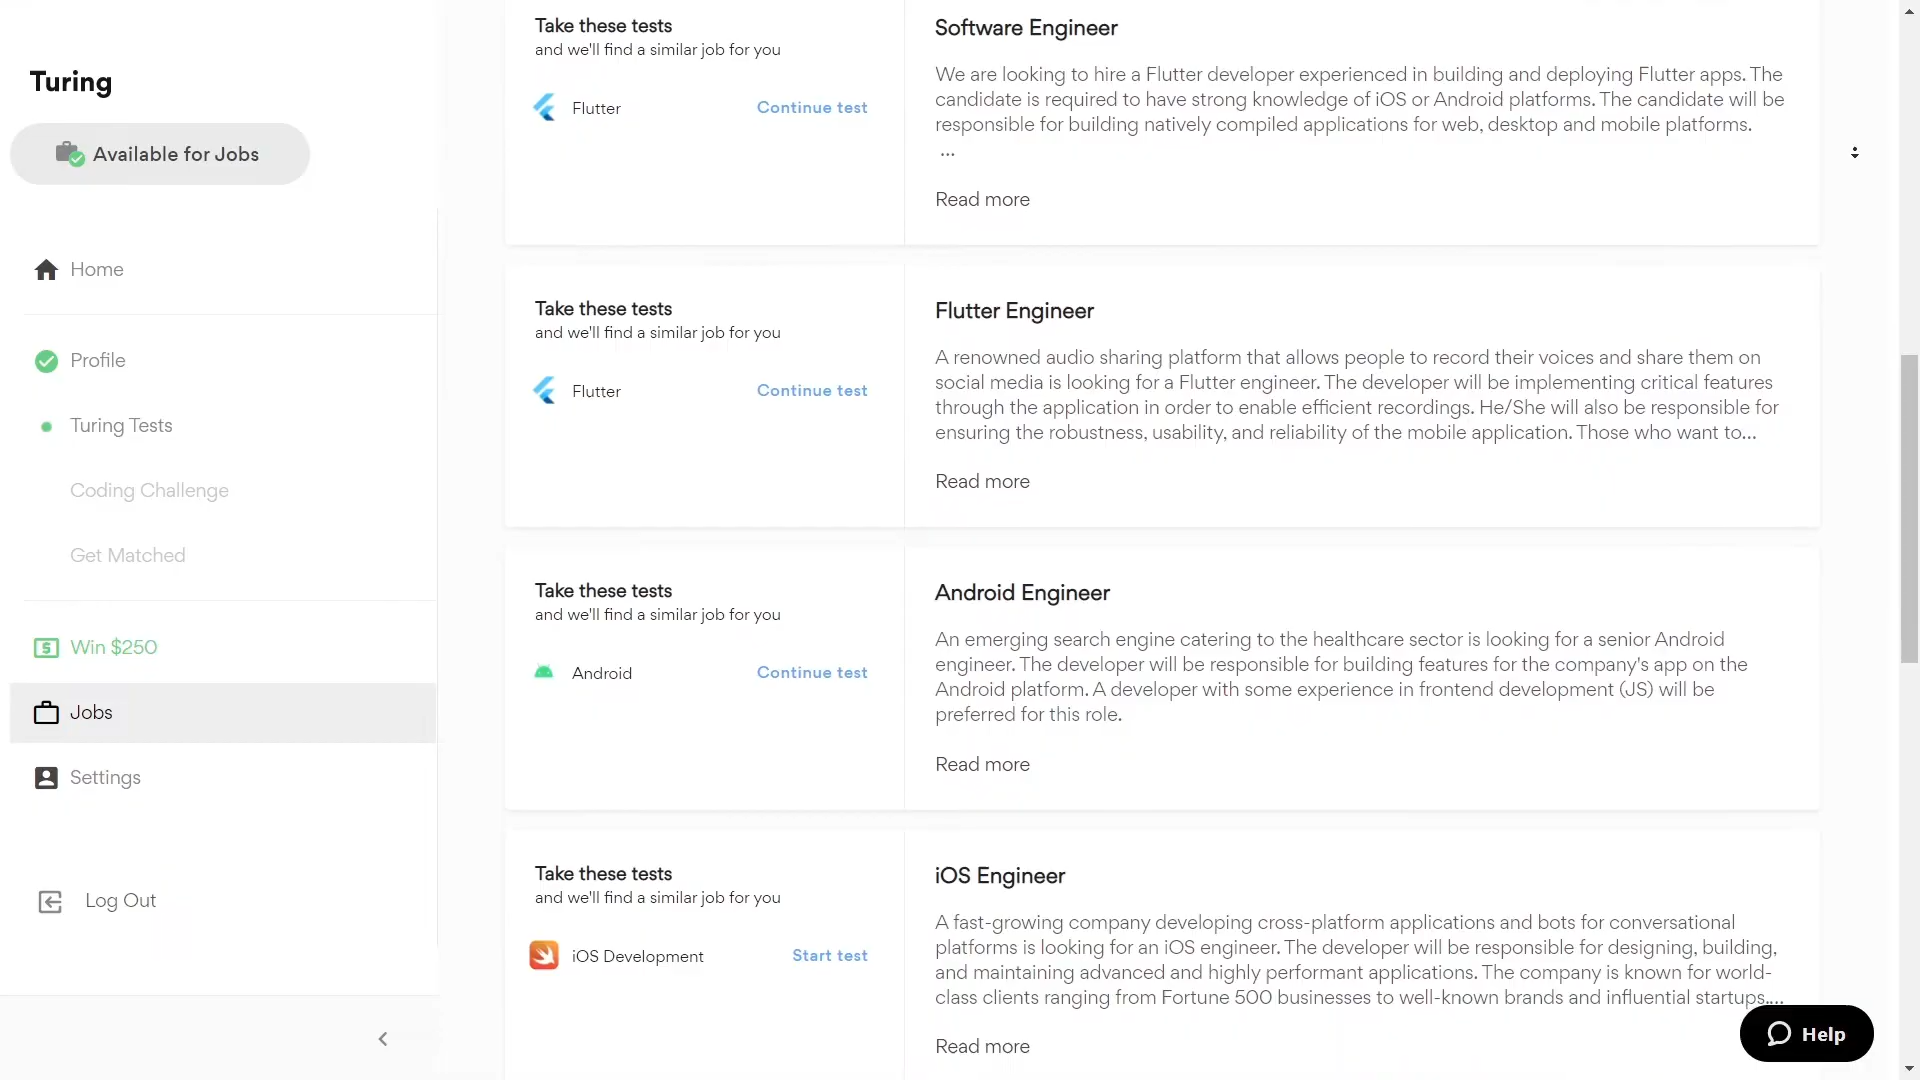 Turing
Available for Jobs
Home
Profile
Turing Tests
Coding Challenge
Get Matched
Win $250
Jobs
Settings
Log Out
Take these tests
and we'll find a similar job for you
Flutter
Continue test
Software Engineer
We are looking to hire a Flutter developer experienced in building and deploying Flutter apps. The
candidate is required to have strong knowledge of iOS or Android platforms. The candidate will be
responsible for building natively compiled applications for web, desktop and mobile platforms.
...
Read more
Take these tests
and we'll find a similar job for you
Flutter
Continue test
Flutter Engineer
A renowned audio sharing platform that allows people to record their voices and share them on
social media is looking for a Flutter engineer. The developer will be implementing critical features
through the application in order to enable efficient recordings. He/She will also be responsible for
ensuring the robustness, usability, and reliability of the mobile application. Those who want to...
Read more
Take these tests
and we'll find a similar job for you
Android
Continue test
Android Engineer
An emerging search engine catering to the healthcare sector is looking for a senior Android
engineer. The developer will be responsible for building features for the company's app on the
Android platform. A developer with some experience in frontend development (JS) will be
preferred for this role.
Read more
Take these tests
and we'll find a similar job for you
iOS Development
Start test
iOS Engineer
A fast-growing company developing cross-platform applications and bots for conversational
platforms is looking for an iOS engineer. The developer will be responsible for designing, building,
and maintaining advanced and highly performant applications. The company is known for world-
class clients ranging from Fortune 500 businesses to well-known brands and influential startups....
Read more
Help